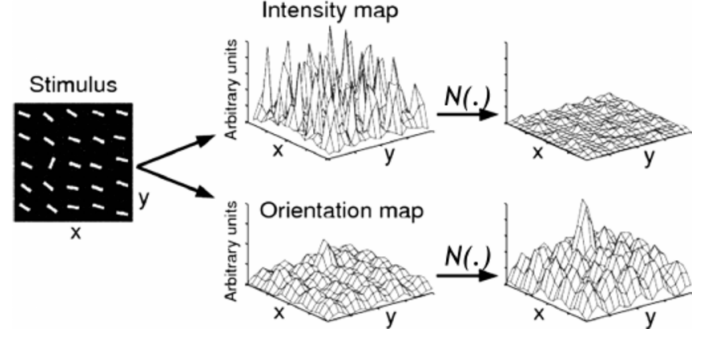 Intensity map
Stimulus
Arbitrary units
N(.)
x
y
x
y
y
x
Orientation map
Arbitrary units
N(.)
x
y
x
y